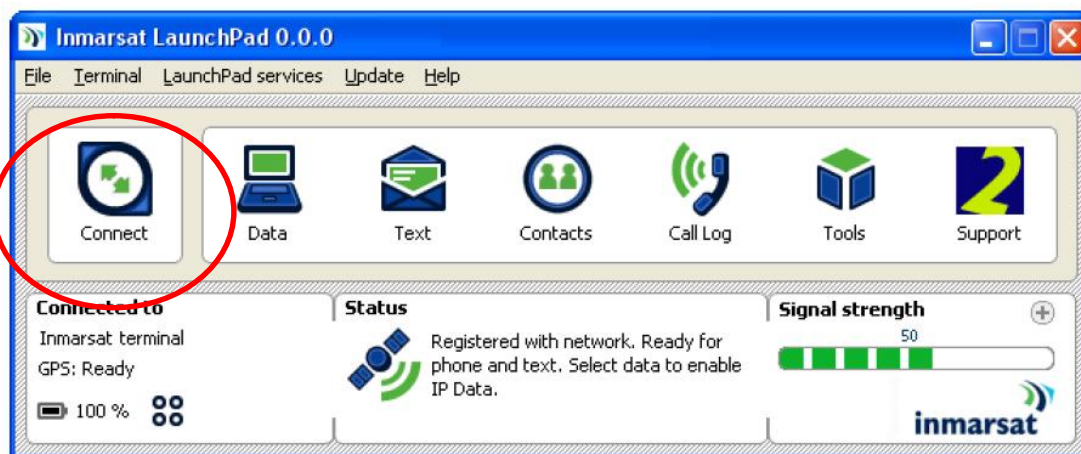 Inmarsat LaunchPad 0.0.0
File Terminal LaunchPad services Update Help
Connect Data Text Contacts Call Log Tools Support
Connected to
Inmarsat terminal
GPS: Ready
100 %
Status
Registered with network. Ready for
phone and text. Select data to enable
IP Data.
Signal strength
50
inmarsat